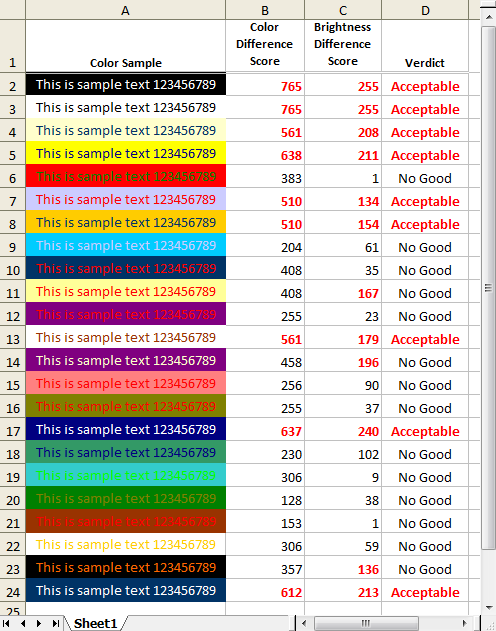 A B C D
1 Color Sample Color Difference Score Brightness Difference Score Verdict
2 This is sample text 123456789 765 255 Acceptable
3 This is sample text 123456789 765 255 Acceptable
4 This is sample text 123456789 561 208 Acceptable
5 This is sample text 123456789 638 211 Acceptable
6 This is sample text 123456789 383 1 No Good
7 This is sample text 123456789 510 134 Acceptable
8 This is sample text 123456789 510 154 Acceptable
9 This is sample text 123456789 204 61 No Good
10 This is sample text 123456789 408 35 No Good
11 This is sample text 123456789 408 167 No Good
12 This is sample text 123456789 255 23 No Good
13 This is sample text 123456789 561 179 Acceptable
14 This is sample text 123456789 458 196 No Good
15 This is sample text 123456789 256 90 No Good
16 This is sample text 123456789 255 37 No Good
17 This is sample text 123456789 637 240 Acceptable
18 This is sample text 123456789 230 102 No Good
19 This is sample text 123456789 306 9 No Good
20 This is sample text 123456789 128 38 No Good
21 This is sample text 123456789 153 1 No Good
22 This is sample text 123456789 306 59 No Good
23 This is sample text 123456789 357 136 No Good
24 This is sample text 123456789 612 213 Acceptable
25
Sheet1